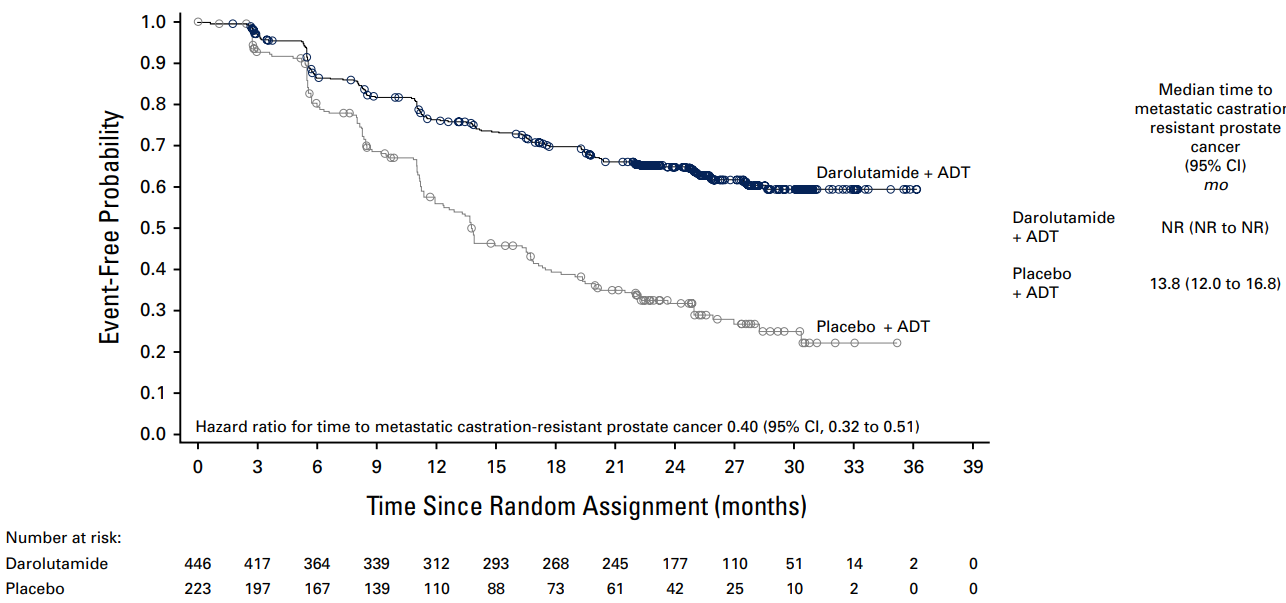 1.0
0.9
0.8
0.7
0.6
0.5
0.4
0.3
0.2
0.1
0.0
Event-Free Probability
Darolutamide + ADT
Placebo + ADT
Hazard ratio for time to metastatic castration-resistant prostate cancer 0.40 (95% CI, 0.32 to 0.51)
0 3 6 9 12 15 18 21 24 27 30 33 36 39
Time Since Random Assignment (months)
Median time to
metastatic castration
resistant prostate
cancer
(95% CI)
mo
Darolutamide
+ ADT
NR (NR to NR)
Placebo
+ ADT
13.8 (12.0 to 16.8)
Number at risk:
Darolutamide 446 417 364 339 312 293 268 245 177 110 51 14 2 0
Placebo 223 197 167 139 110 88 73 61 42 25 10 2 0 0